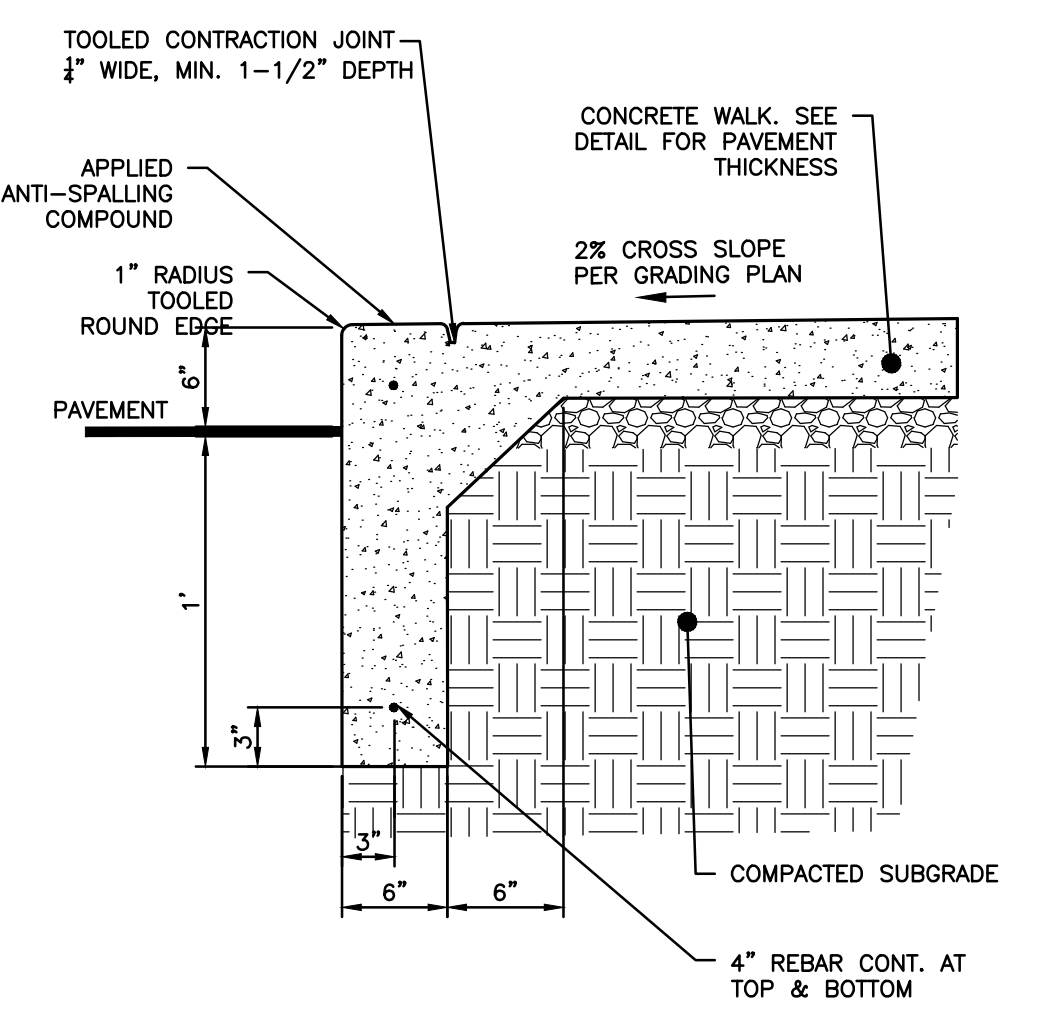 TOOLED CONTRACTION JOINT
¼” WIDE, MIN. 1-1/2” DEPTH
CONCRETE WALK. SEE
DETAIL FOR PAVEMENT
THICKNESS
APPLIED
ANTI-SPALLING
COMPOUND
2% CROSS SLOPE
PER GRADING PLAN
1” RADIUS
TOOLED
ROUND EDGE
6”
PAVEMENT
1'
3”
3”
6”
6”
COMPACTED SUBGRADE
4” REBAR CONT. AT
TOP & BOTTOM